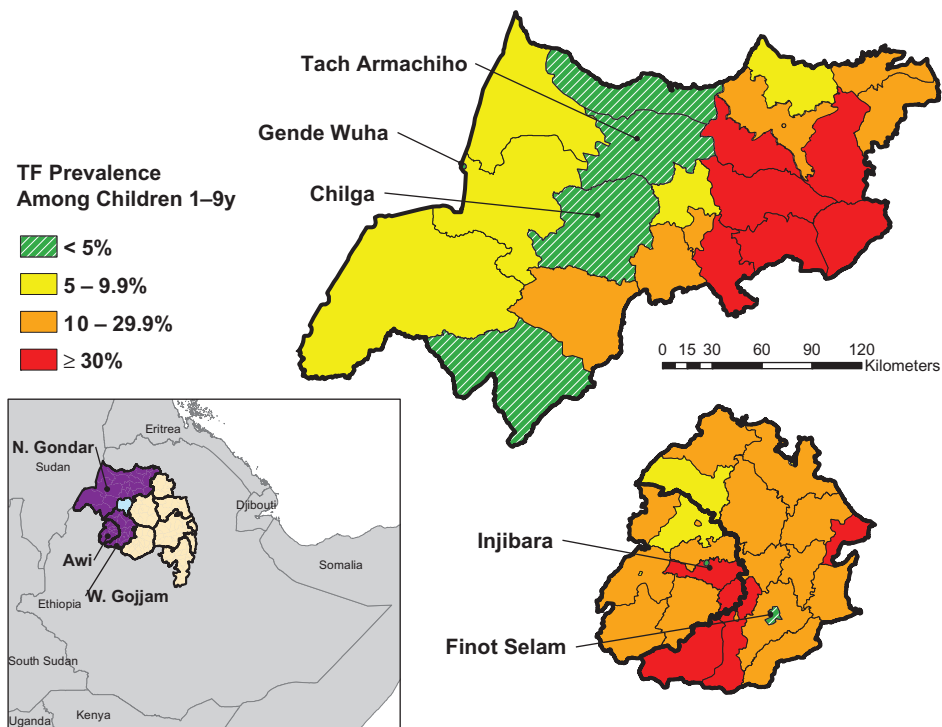 Tach Armachiho
Gende Wuha
Chilga
TF Prevalence
Among Children 1–9y
< 5%
5 – 9.9%
10 – 29.9%
≥ 30%
0 15 30 60 90 120
Kilometers
N. Gondar
Eritrea
Sudan
Djibouti
Awi
Somalia
W. Gojjam
Ethiopia
South Sudan
Uganda
Kenya
Injibara
Finot Selam